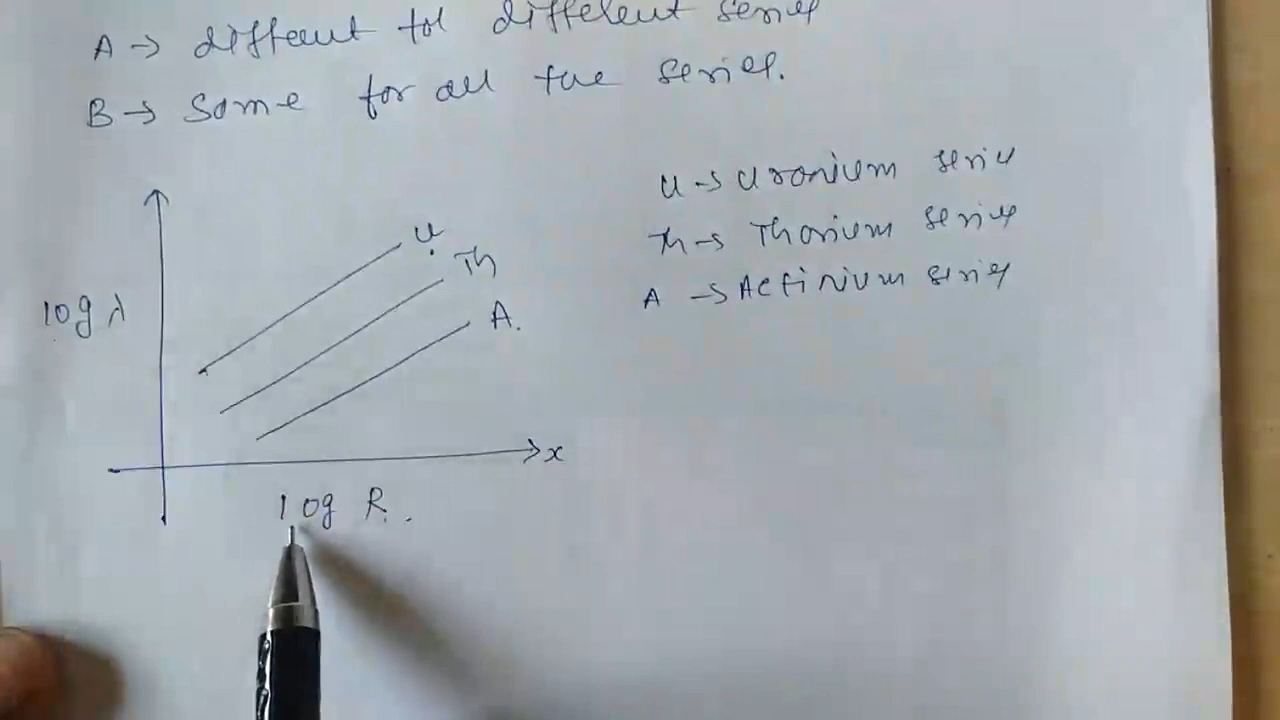 A → different for different series
B → Same for all the series.
U → Uranium series
Th → Thorium series
A → Actinium series
U
Th
A.
log λ
x
log R.